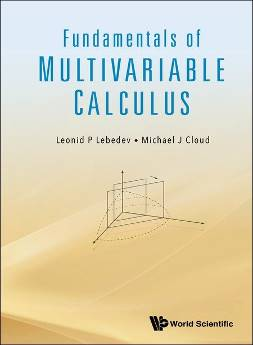 Fundamentals of
MULTIVARIABLE
CALCULUS
Leonid P Lebedev • Michael J Cloud
World Scientific